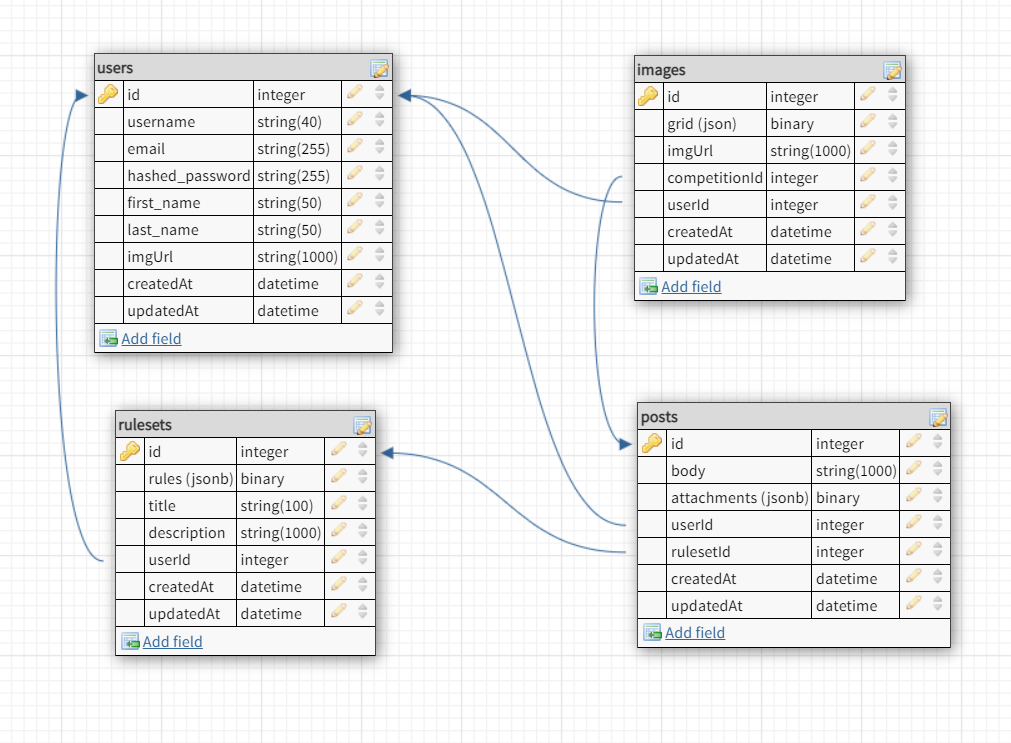 users
id integer
username string(40)
email string(255)
hashed_password string(255)
first_name string(50)
last_name string(50)
imgUrl string(1000)
createdAt datetime
updatedAt datetime
Add field
images
id integer
grid (json) binary
imgUrl string(1000)
competitionId integer
userId integer
createdAt datetime
updatedAt datetime
Add field
rulesets
id integer
rules (jsonb) binary
title string(100)
description string(1000)
userId integer
createdAt datetime
updatedAt datetime
Add field
posts
id integer
body string(1000)
attachments (jsonb) binary
userId integer
rulesetId integer
createdAt datetime
updatedAt datetime
Add field